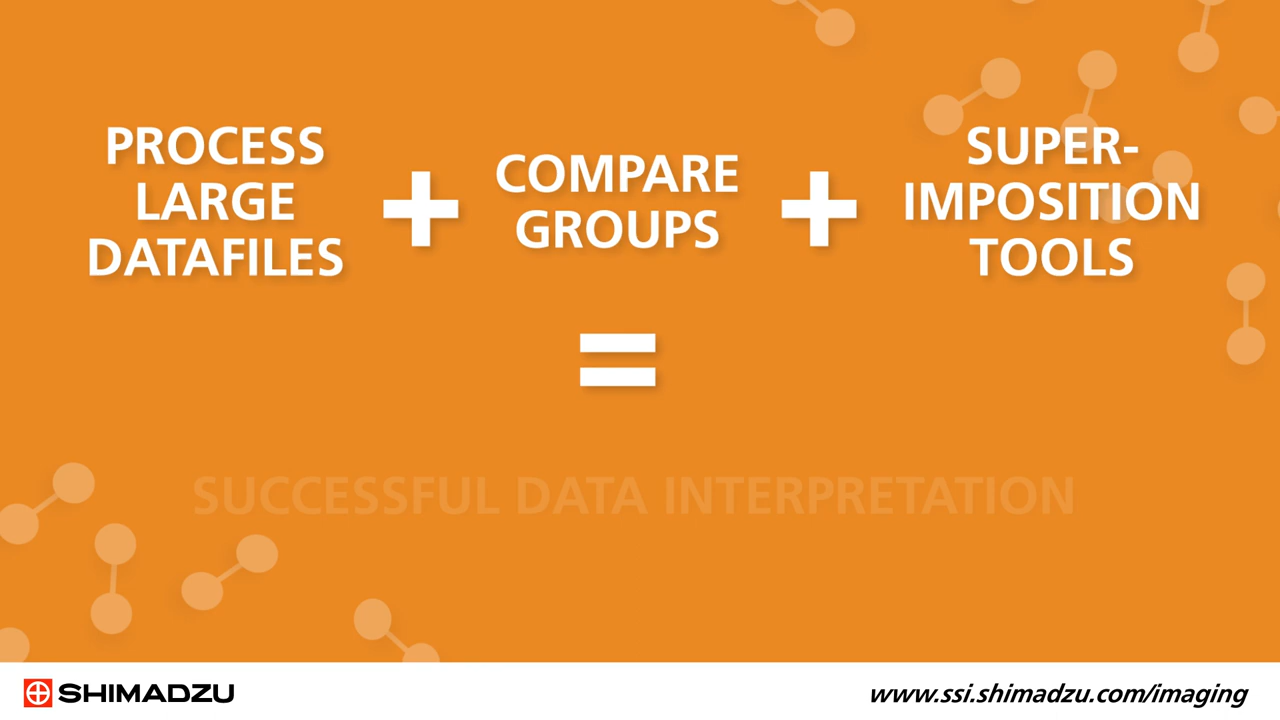 PROCESS
LARGE
DATAFILES
+
COMPARE
GROUPS
+
SUPER-
IMPOSITION
TOOLS
=
SUCCESSFUL DATA INTERPRETATION
SHIMADZU
www.ssi.shimadzu.com/imaging